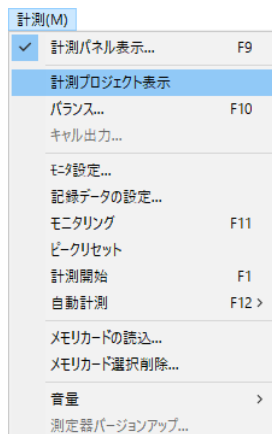 計測(M)
計測パネル表示... F9
計測プロジェクト表示
バランス... F10
キャル出力...
モニタ設定...
記録データの設定...
モニタリング F11
ピークリセット
計測開始 F1
自動計測 F12 >
メモリカードの読込...
メモリカード選択削除...
音量 >
測定器バージョンアップ...